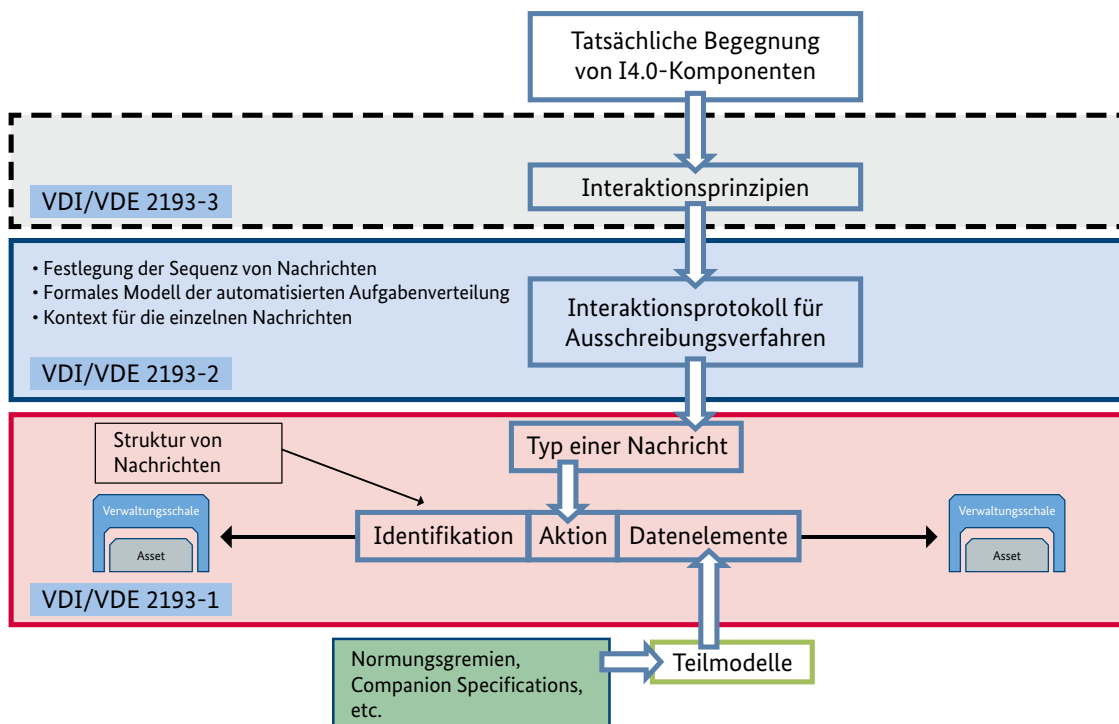 Tatsächliche Begegnung
von I4.0-Komponenten
Interaktionsprinzipien
VDI/VDE 2193-3
• Festlegung der Sequenz von Nachrichten
• Formales Modell der automatisierten Aufgabenverteilung
• Kontext für die einzelnen Nachrichten
Interaktionsprotokoll für
Ausschreibungsverfahren
VDI/VDE 2193-2
Struktur von
Nachrichten
Typ einer Nachricht
Verwaltungsschale
Asset
Identifikation
Aktion
Datenelemente
Verwaltungsschale
Asset
VDI/VDE 2193-1
Normungsgremien,
Companion Specifications,
etc.
Teilmodelle